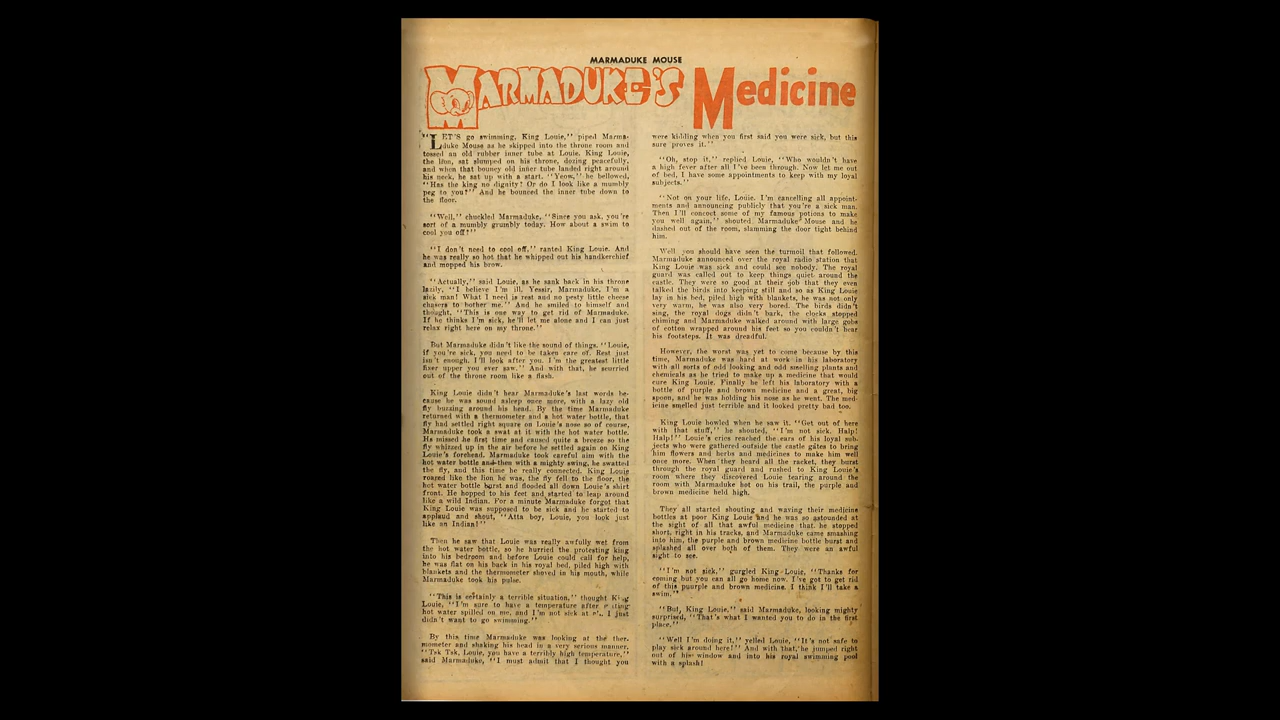 MARMADUKE MOUSE
MARMADUKE'S Medicine
"LET'S go swimming, King Louie," piped Marma-
duke Mouse as he skipped into the throne room and
tossed an old rubber inner tube at Louie. King Louie,
the lion, sat slumped on his throne, dozing peacefully,
and when that bouncy old inner tube landed right around
his neck, he sat up with a start. "Yeow," he bellowed,
"Has the king no dignity? Or do I look like a mumbly
peg to you?" And he bounced the inner tube down to
the floor.
"Well," chuckled Marmaduke, "Since you ask, you're
sort of a mumbly grumbly today. How about a swim to
cool you off?"
"I don't need to cool off," ranted King Louie. And
he was really so hot that he whipped out his handkerchief
and mopped his brow.
"Actually," said Louie, as he sank back in his throne
lazily, "I believe I'm ill. Yessir, Marmaduke, I'm a
sick man! What I need is rest and no pesty little cheese
chasers to bother me." And he smiled to himself and
thought, "This is one way to get rid of Marmaduke.
If he thinks I'm sick, he'll let me alone and I can just
relax right here on my throne."
But Marmaduke didn't like the sound of things. "Louie,
if you're sick, you need to be taken care of. Rest just
isn't enough. I'll look after you. I'm the greatest little
fixer upper you ever saw." And with that, he scurried
out of the throne room like a flash.
King Louie didn't hear Marmaduke's last words be-
cause he was sound asleep once more, with a lazy old
fly buzzing around his head. By the time Marmaduke
returned with a thermometer and a hot water bottle, that
fly had settled right square on Louie's nose so of course,
Marmaduke took a swat at it with the hot water bottle.
He missed he first time and caused quite a breeze so the
fly whizzed up in the air before he settled again on King
Louie's forehead. Marmaduke took careful aim with the
hot water bottle and then with a mighty swing, he swatted
the fly, and this time he really connected. King Louie
roared like the lion he was, the fly fell to the floor, the
hot water bottle burst and flooded all down Louie's shirt
front. He hopped to his feet and started to leap around
like a wild Indian. For a minute Marmaduke forgot that
King Louie was supposed to be sick and he started to
applaud and shout, "Atta boy, Louie, you look just
like an Indian!"
Then he saw that Louie was really awfully wet from
the hot water bottle, so he hurried the protesting king
into his bedroom and before Louie could call for help,
he was flat on his back in his royal bed, piled high with
blankets and the thermometer shoved in his mouth, while
Marmaduke took his pulse.
"This is certainly a terrible situation," thought King
Louie, "I'm sure to have a temperature after
hot water spilled on me, and I'm not sick at I just
didn't want to go swimming."
By this time Marmaduke was looking at the ther-
mometer and shaking his head in a very serious manner.
"Tsk Tsk, Louie, you have a terribly high temperature,"
said Marmaduke, "I must admit that I thought you
were kidding when you first said you were sick, but this
sure proves it."
"Oh, stop it," replied Louie, "Who wouldn't have
a high fever after all I've been through. Now let me out
of bed, I have some appointments to keep with my loyal
subjects."
"Not on your life, Louie. I'm cancelling all appoint-
ments and announcing publicly that you're a sick man.
Then I'll concoct some of my famous potions to make
you well again," shouted Marmaduke Mouse and he
dashed out of the room, slamming the door tight behind
him.
Well you should have seen the turmoil that followed.
Marmaduke announced over the royal radio station that
King Louie was sick and could see nobody. The royal
guard was called out to keep things quiet around the
castle. They were so good at their job that they even
talked the birds into keeping still and so as King Louie
lay in his bed, piled high with blankets, he was not only
very warm, he was also very bored. The birds didn't
sing, the royal dogs didn't bark, the clocks stopped
chiming and Marmaduke walked around with large gobs
of cotton wrapped around his feet so you couldn't hear
his footsteps. It was dreadful.
However, the worst was yet to come because by this
time, Marmaduke was hard at work in his laboratory
with all sorts of odd looking and odd smelling plants and
chemicals as he tried to make up a medicine that would
cure King Louie. Finally he left his laboratory with a
bottle of purple and brown medicine and a great, big
spoon, and he was holding his nose as he went. The med-
icine smelled just terrible and it looked pretty bad too.
King Louie howled when he saw it. "Get out of here
with that stuff," he shouted, "I'm not sick. Halp!
Halp!" Louie's cries reached the ears of his loyal sub-
jects who were gathered outside the castle gates to bring
him flowers and herbs and medicines to make him well
once more. When they heard all the racket, they burst
through the royal guard and rushed to King Louie's
room where they discovered Louie tearing around the
room with Marmaduke hot on his trail, the purple and
brown medicine held high.
They all started shouting and waving their medicine
bottles at poor King Louie and he was so astounded at
the sight of all that awful medicine that he stopped
short, right in his tracks, and Marmaduke came smashing
into him, the purple and brown medicine bottle burst and
splashed all over both of them. They were an awful
sight to see.
"I'm not sick," gurgled King Louie, "Thanks for
coming but you can all go home now. I've got to get rid
of this puurple and brown medicine. I think I'll take a
swim."
"But, King Louie," said Marmaduke, looking mighty
surprised, "That's what I wanted you to do in the first
place."
"Well I'm doing it," yelled Louie, "It's not safe to
play sick around here!" And with that, he jumped right
out of his window and into his royal swimming pool
with a splash!